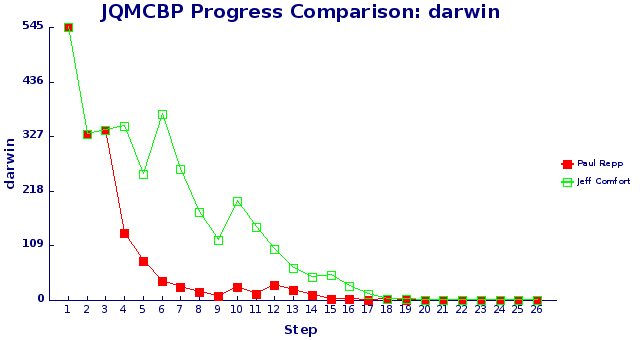 JQMCBP Progress Comparison: darwin
545
436
327
218
109
0
darwin
1 2 3 4 5 6 7 8 9 10 11 12 13 14 15 16 17 18 19 20 21 22 23 24 25 26
Step
Paul Repp
Jeff Comfort